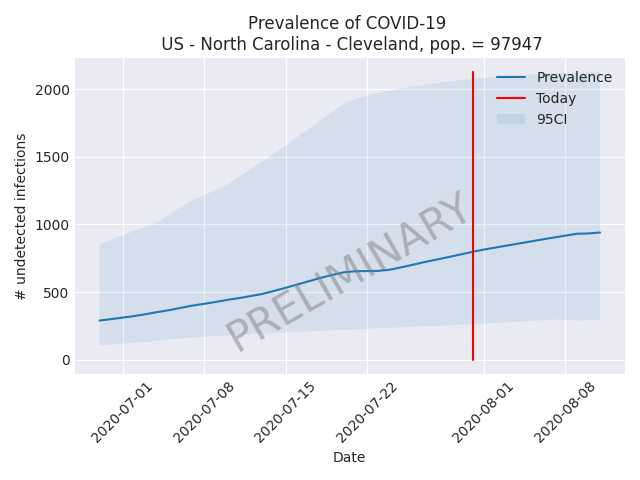 Prevalence of COVID-19
US - North Carolina - Cleveland, pop. = 97947
Prevalence
Today
95CI
# undetected infections
2000
1500
1000
500
0
PRELIMINARY
2020-07-01
2020-07-08
2020-07-15
2020-07-22
2020-08-01
2020-08-08
Date